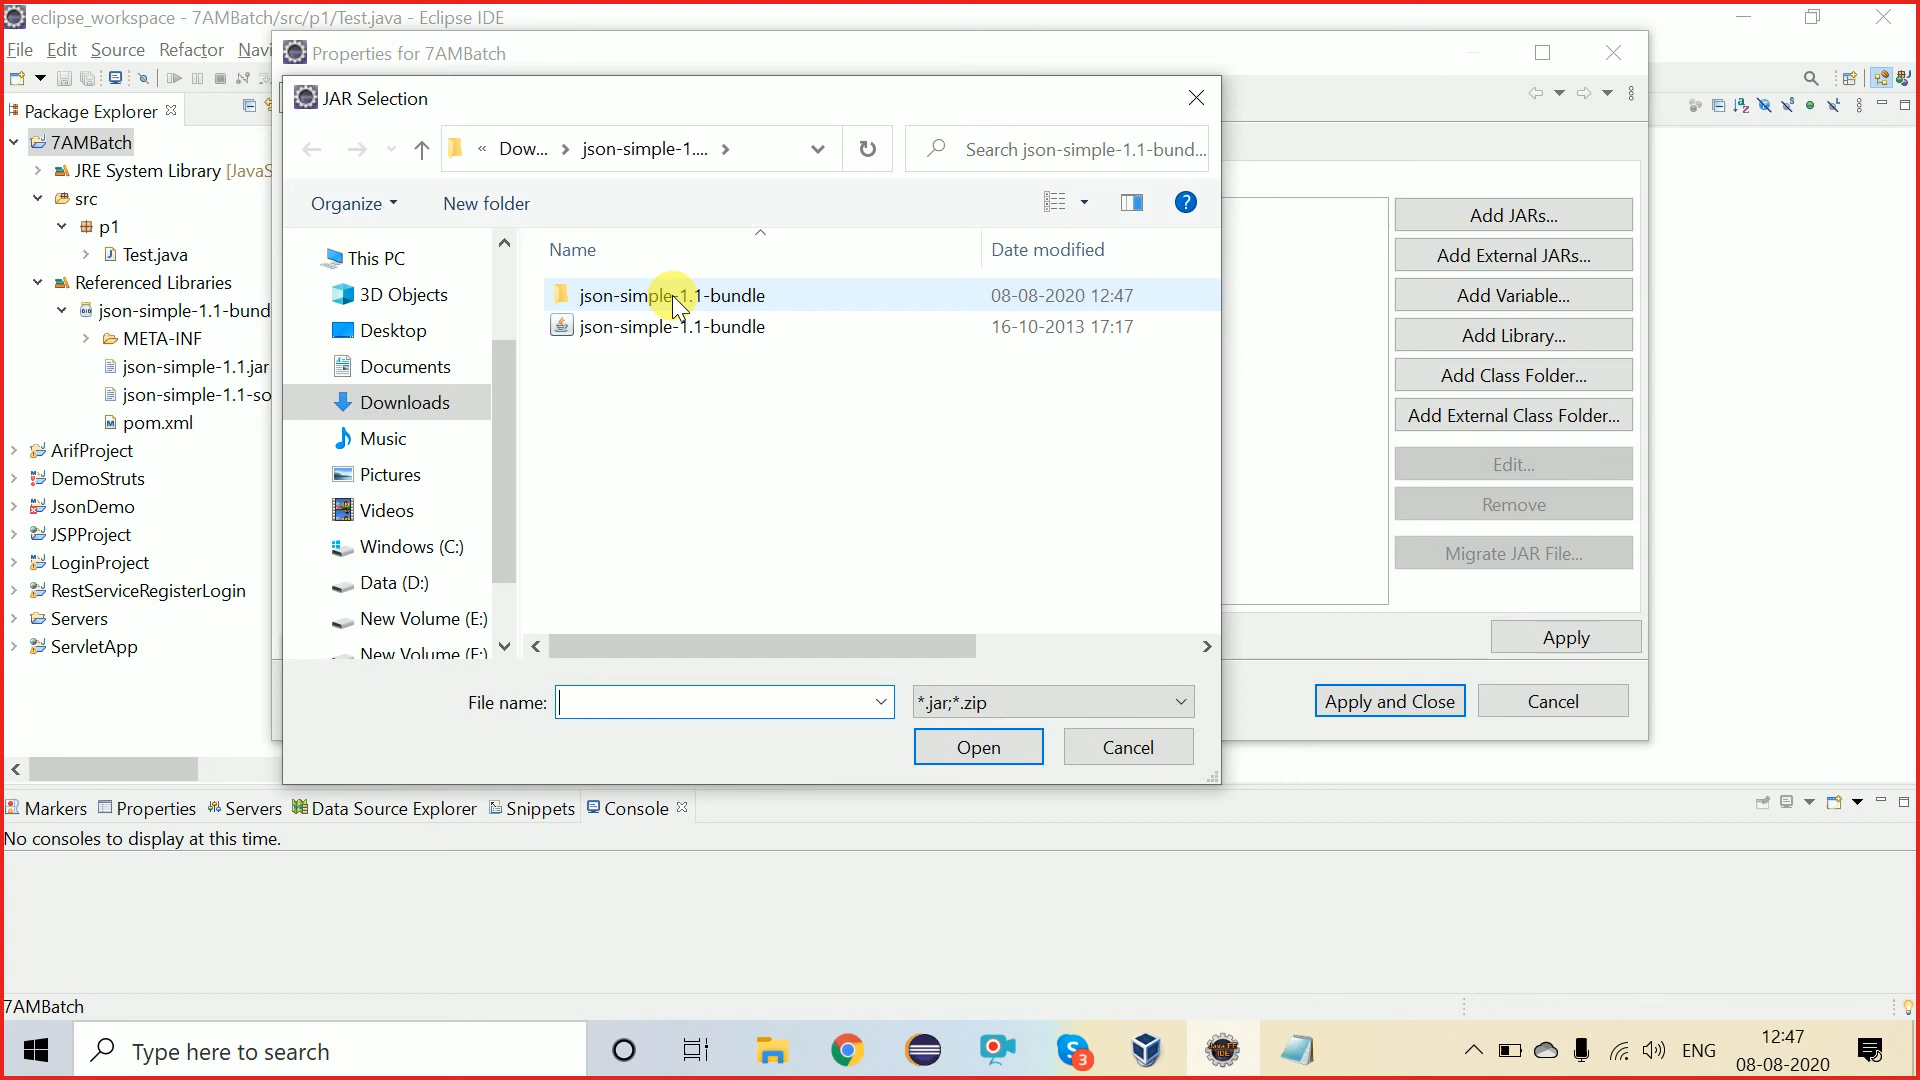 eclipse_workspace - 7AMBatch/src/p1/Test.java - Eclipse IDE
File Edit Source Refactor Navi
Properties for 7AMBatch
JAR Selection
Package Explorer
Dow... json-simple-1....
Search json-simple-1.1-bund...
Organize New folder
7AMBatch
JRE System Library [JavaS
src
p1
Test.java
Referenced Libraries
json-simple-1.1-bund
META-INF
json-simple-1.1.jar
json-simple-1.1-so
pom.xml
ArifProject
DemoStruts
JsonDemo
JSPProject
LoginProject
RestServiceRegisterLogin
Servers
ServletApp
This PC
3D Objects
Desktop
Documents
Downloads
Music
Pictures
Videos
Windows (C:)
Data (D:)
New Volume (E:)
New Volume (F:)
Name Date modified
json-simple-1.1-bundle 08-08-2020 12:47
json-simple-1.1-bundle 16-10-2013 17:17
File name: *.jar;*.zip
Open Cancel
Add JARs...
Add External JARs...
Add Variable...
Add Library...
Add Class Folder...
Add External Class Folder...
Edit...
Remove
Migrate JAR File...
Apply
Apply and Close Cancel
Markers Properties Servers Data Source Explorer Snippets Console
No consoles to display at this time.
7AMBatch
Type here to search
3
ENG
12:47
08-08-2020